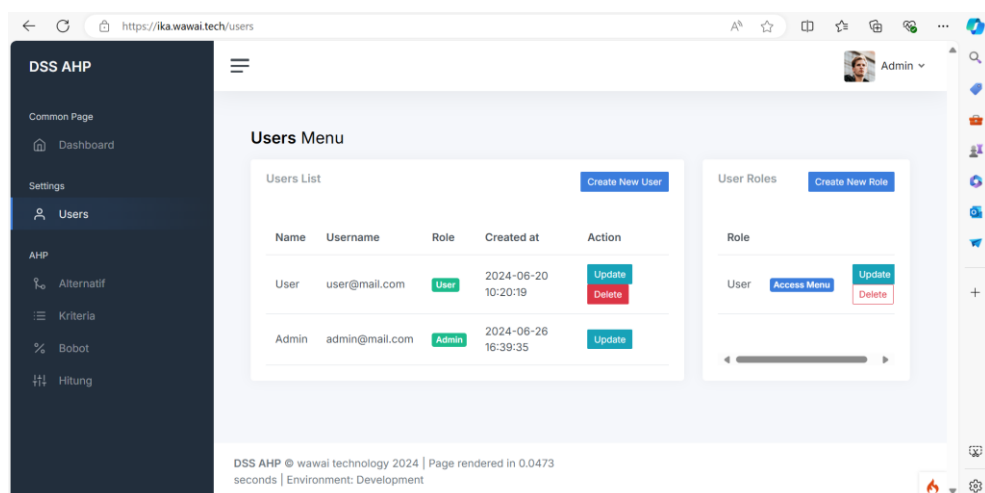 https://ika.wawai.tech/users
DSS AHP
Admin
Common Page
Dashboard
Settings
Users
AHP
Alternatif
Kriteria
Bobot
Hitung
Users Menu
Users List
Create New User
Name Username Role Created at Action
User user@mail.com User 2024-06-20 10:20:19 Update Delete
Admin admin@mail.com Admin 2024-06-26 16:39:35 Update
User Roles
Create New Role
Role
User Access Menu Update Delete
DSS AHP © wawai technology 2024 | Page rendered in 0.0473
seconds | Environment: Development